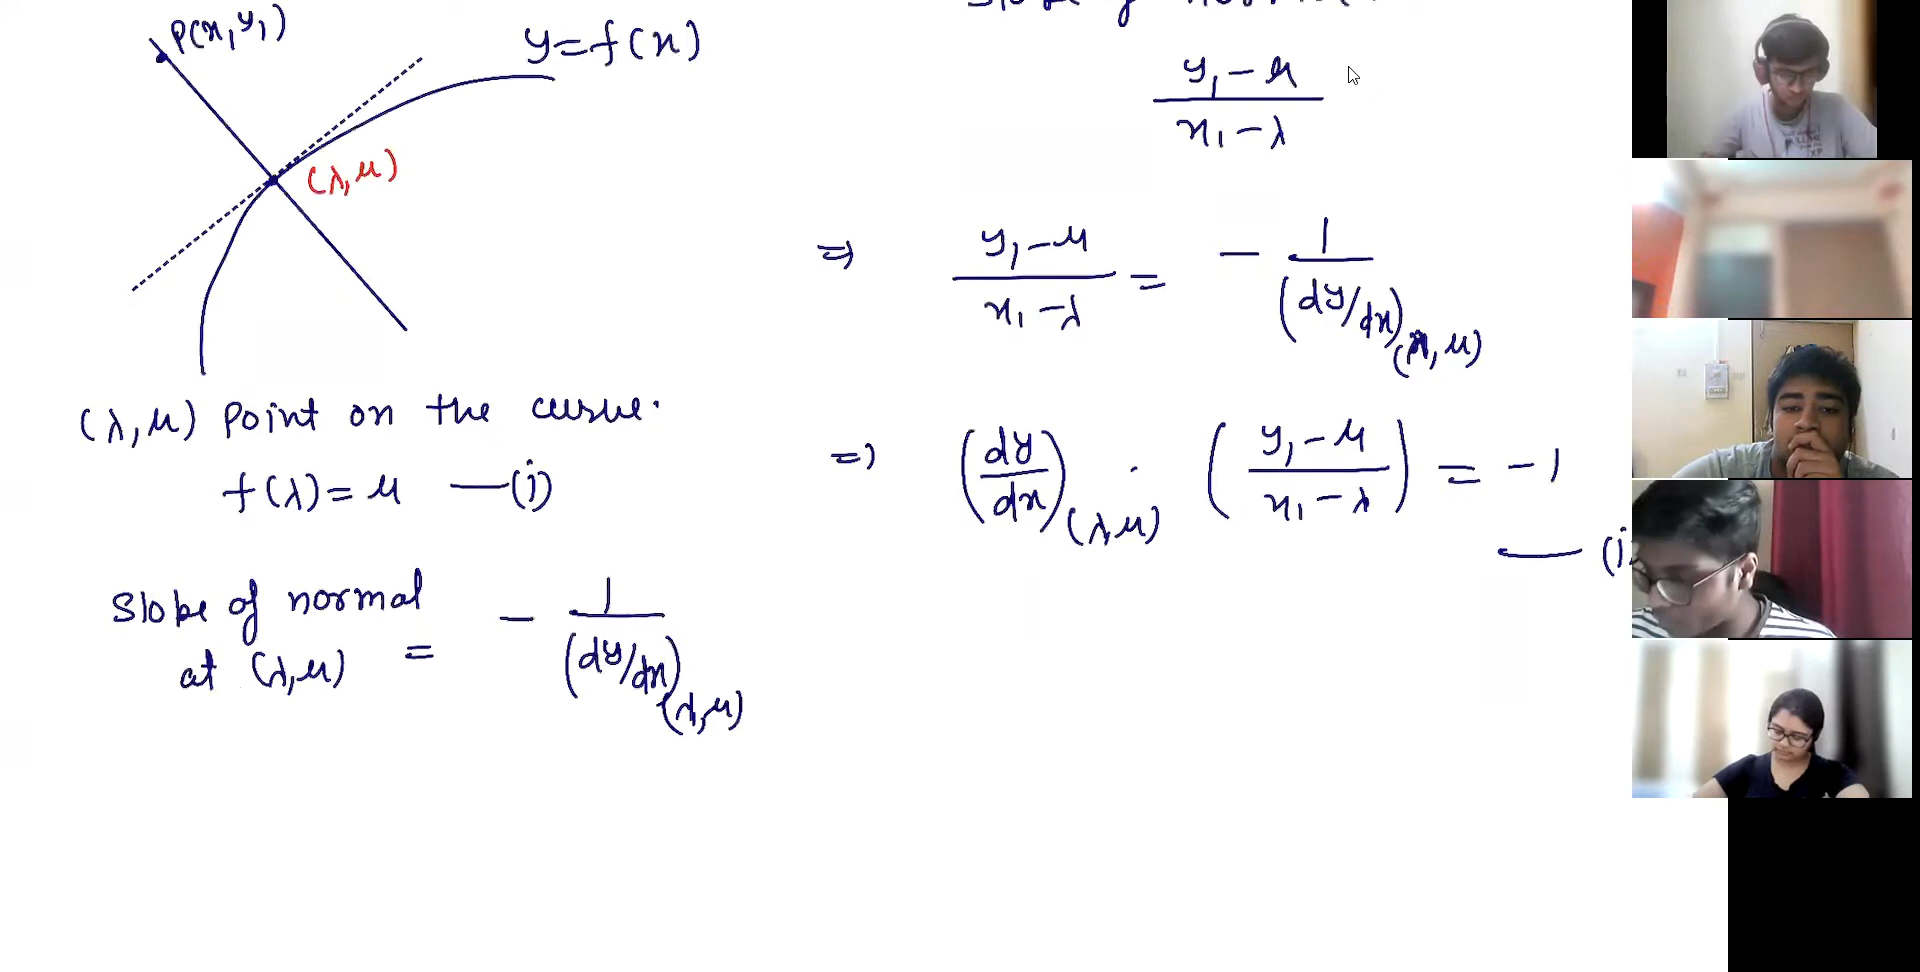 P(x₁, y₁)
y = f(x)
(λ, μ)
(λ, μ) point on the curve.
f(λ) = μ —(i)
Slope of normal at (λ, μ) = - 1/(dy/dx)(λ, μ)
(y₁ - μ)/(x₁ - λ)
⇒ (y₁ - μ)/(x₁ - λ) = - 1/(dy/dx)(λ, μ)
⇒ (dy/dx)(λ, μ) · ((y₁ - μ)/(x₁ - λ)) = -1